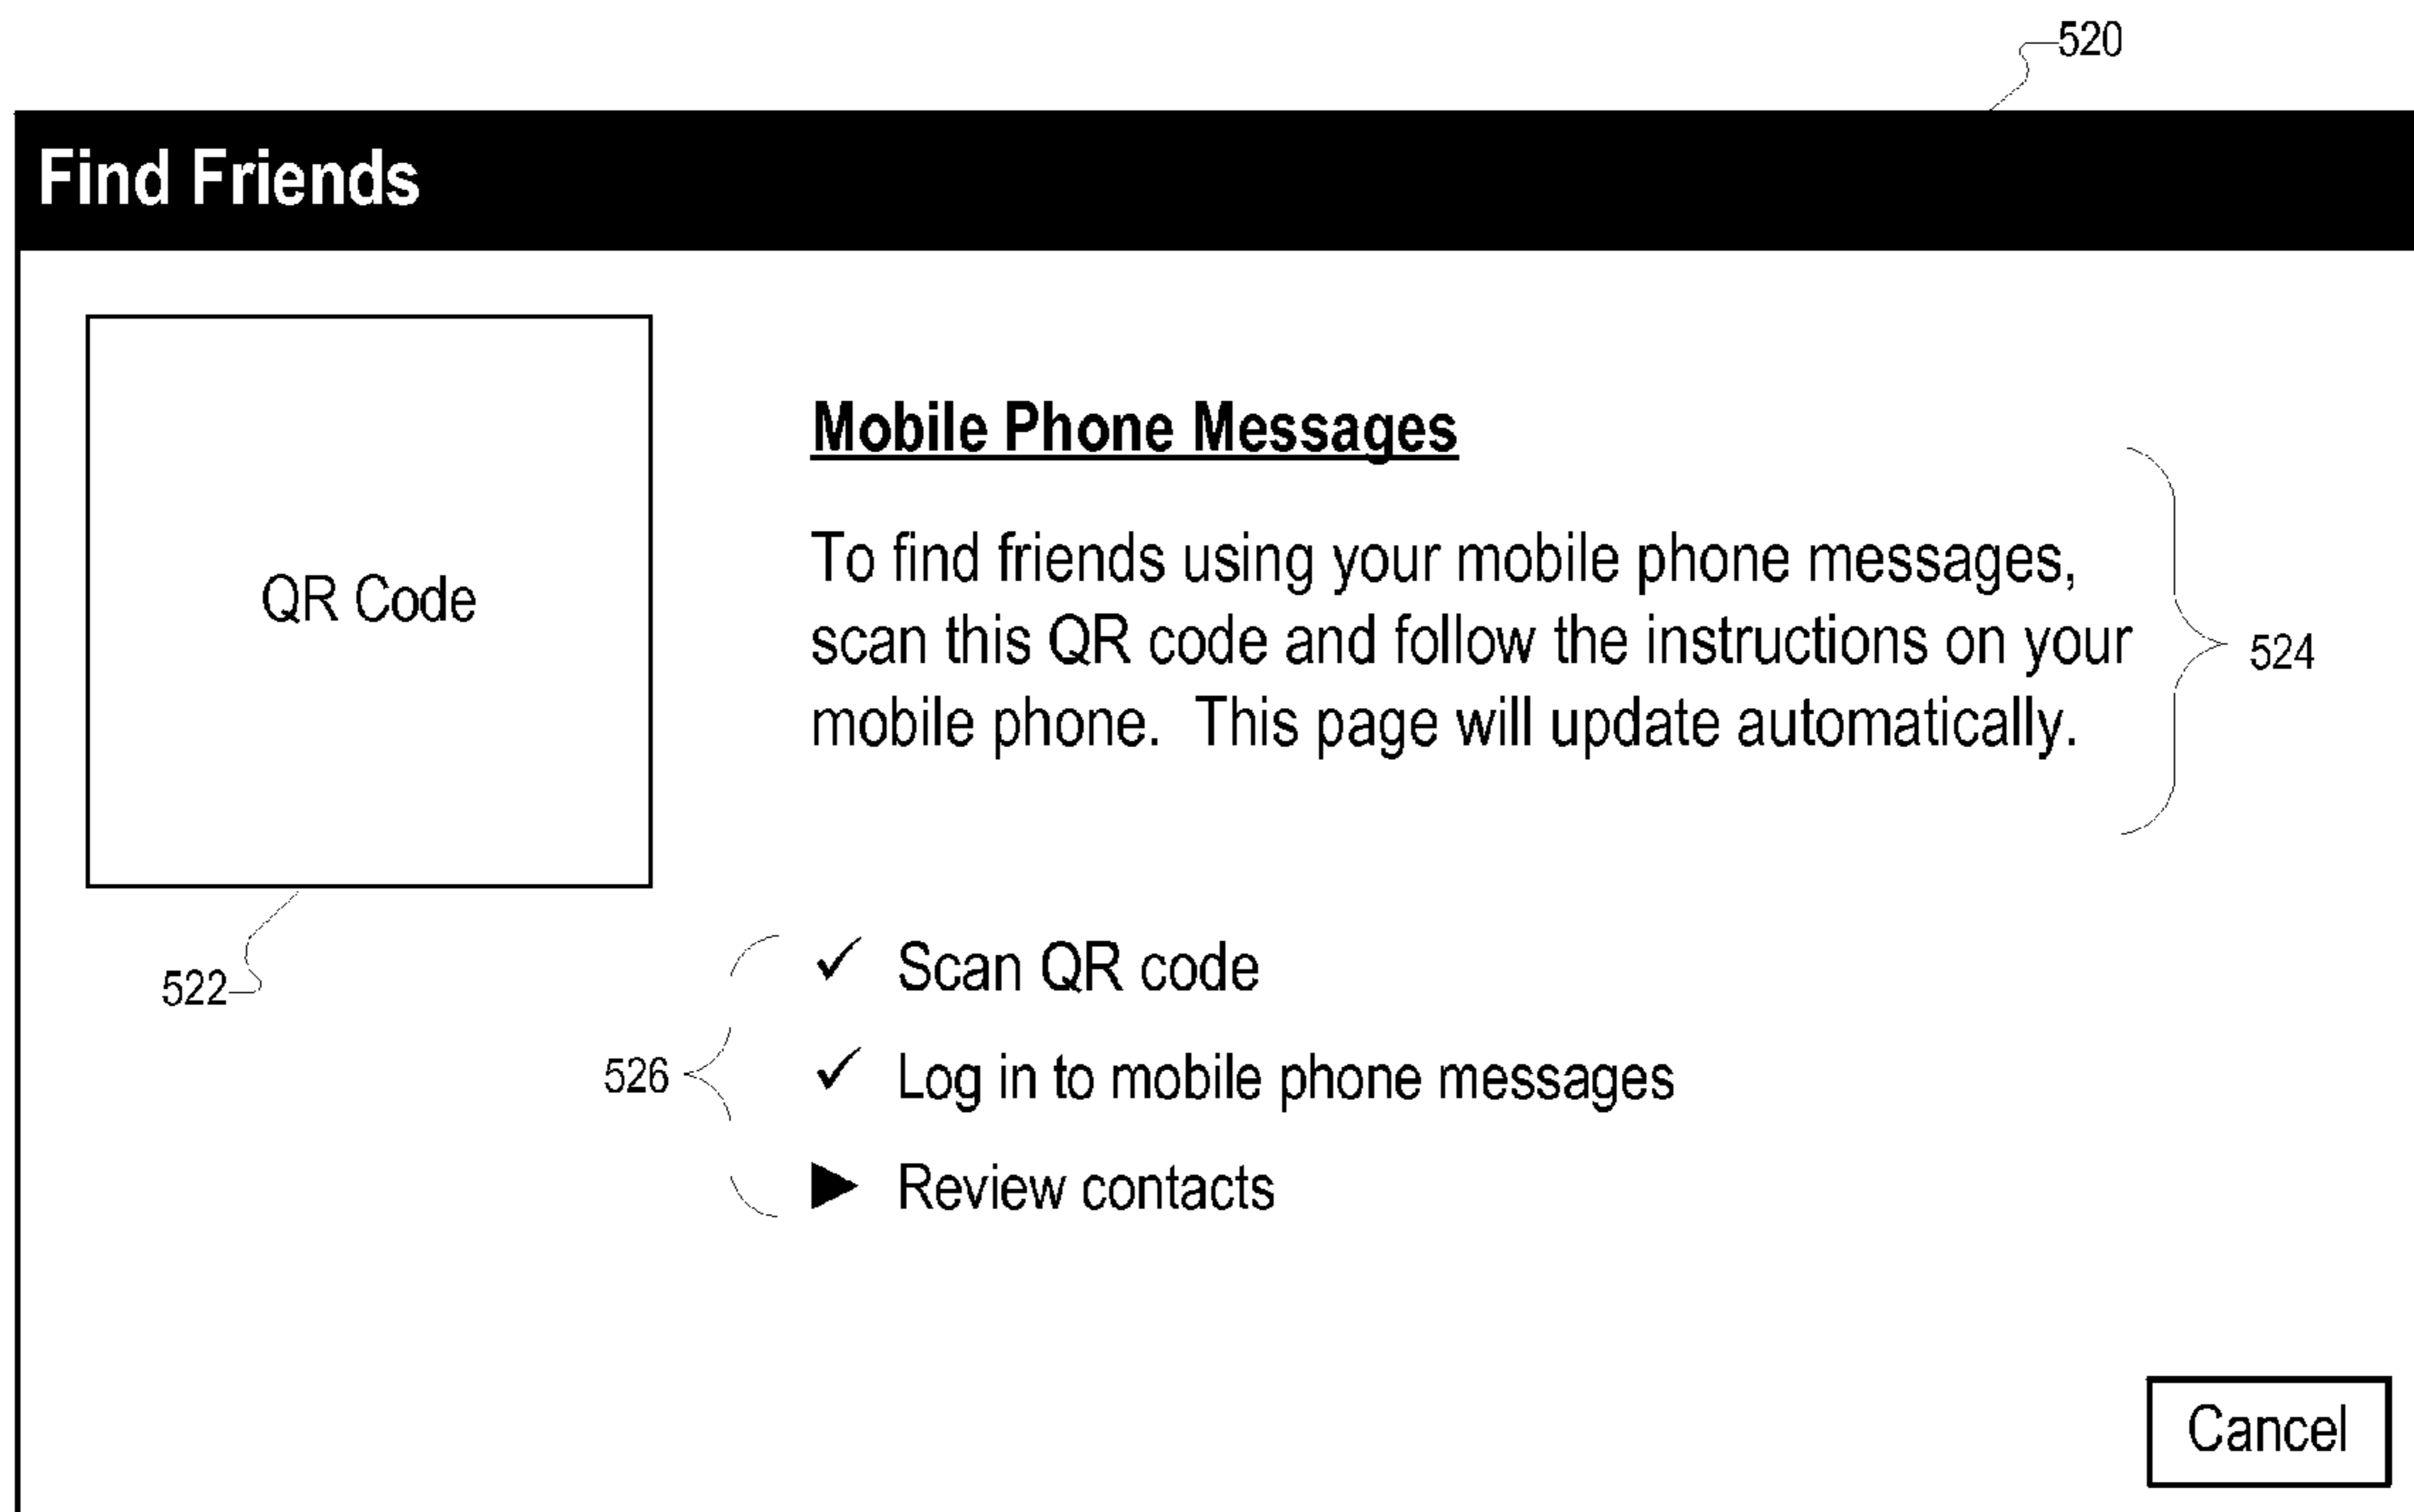 520
Find Friends
QR Code
Mobile Phone Messages
To find friends using your mobile phone messages,
scan this QR code and follow the instructions on your
mobile phone.  This page will update automatically.
524
522
526
✓ Scan QR code
✓ Log in to mobile phone messages
▶ Review contacts
Cancel